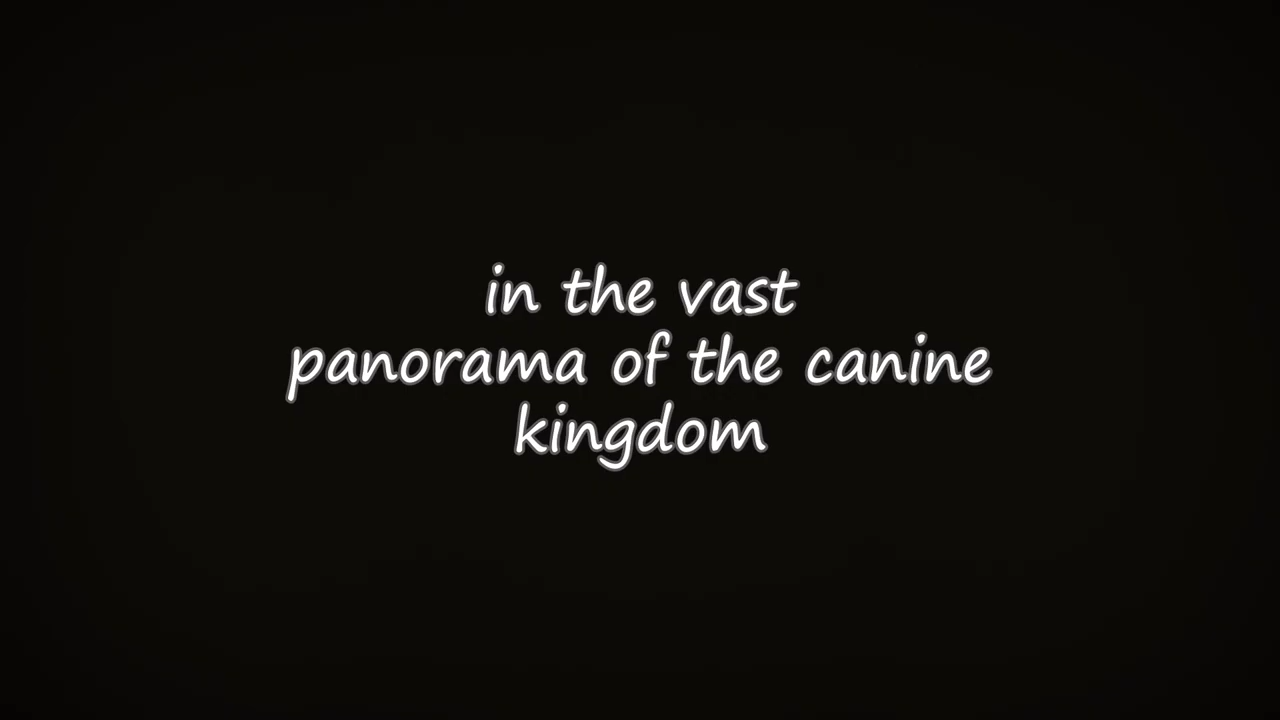 in the vast
panorama of the canine
kingdom